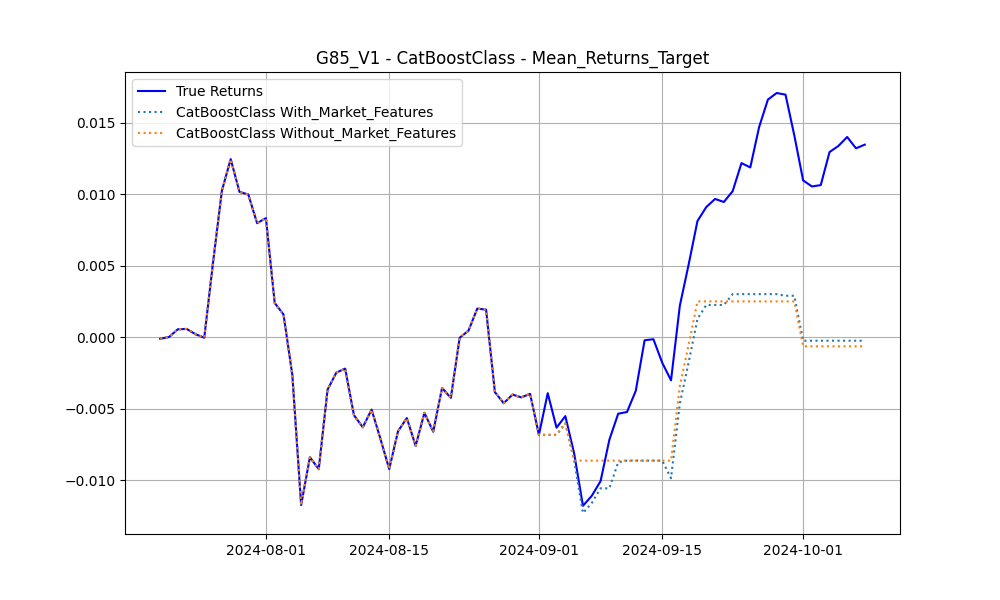 G85_V1 - CatBoostClass - Mean_Returns_Target
True Returns
CatBoostClass With_Market_Features
CatBoostClass Without_Market_Features
0.015
0.010
0.005
0.000
−0.005
−0.010
2024-08-01 2024-08-15 2024-09-01 2024-09-15 2024-10-01